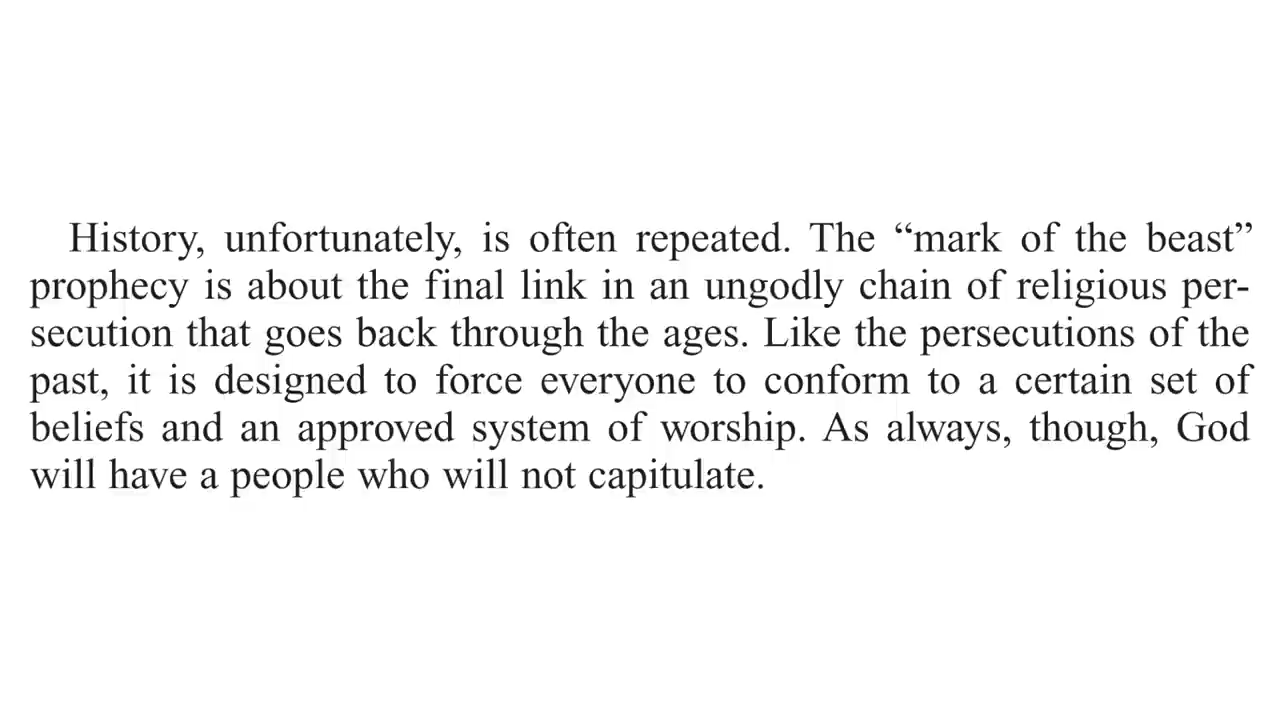 History, unfortunately, is often repeated. The “mark of the beast”
prophecy is about the final link in an ungodly chain of religious per-
secution that goes back through the ages. Like the persecutions of the
past, it is designed to force everyone to conform to a certain set of
beliefs and an approved system of worship. As always, though, God
will have a people who will not capitulate.